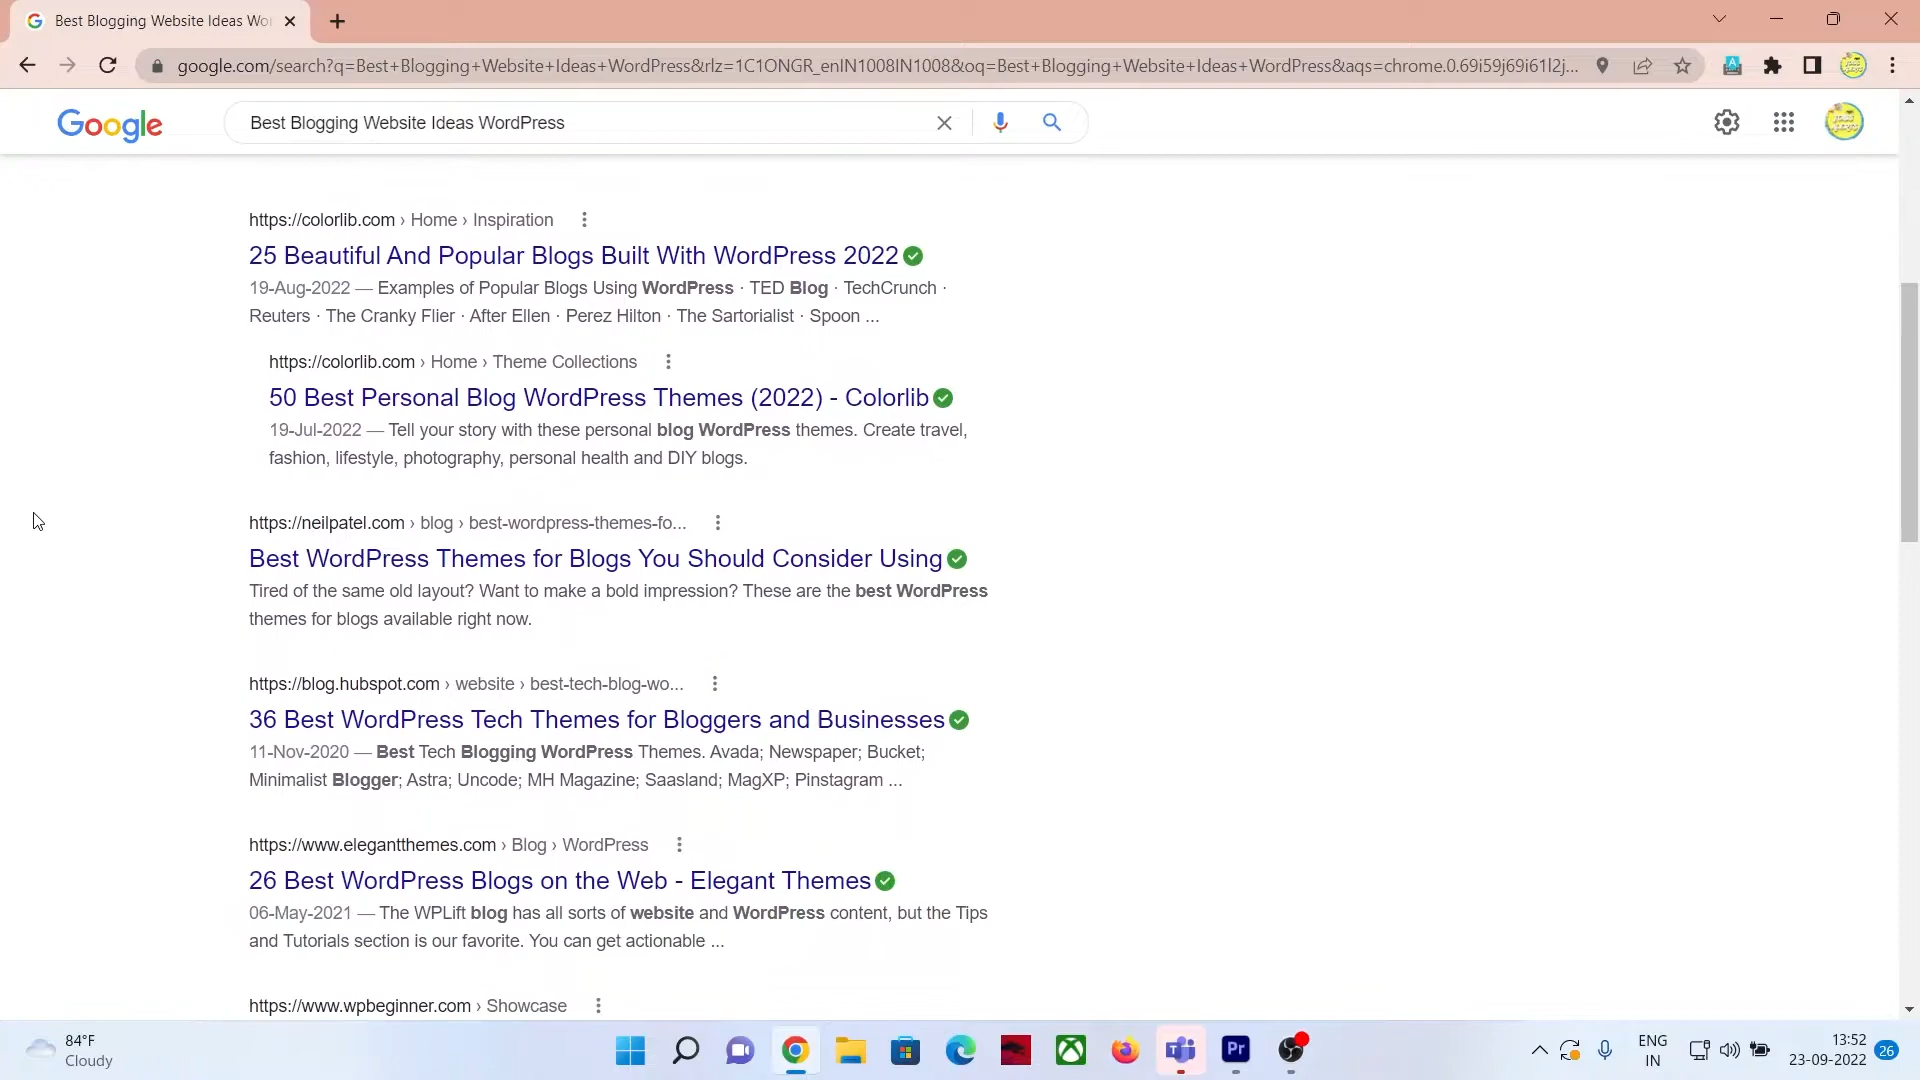 Best Blogging Website Ideas Wo
google.com/search?q=Best+Blogging+Website+Ideas+WordPress&rlz=1C1ONGR_enIN1008IN1008&oq=Best+Blogging+Website+Ideas+WordPress&aqs=chrome.0.69i59j69i61l2j...
Google
Best Blogging Website Ideas WordPress
https://colorlib.com › Home › Inspiration
25 Beautiful And Popular Blogs Built With WordPress 2022
19-Aug-2022 — Examples of Popular Blogs Using WordPress · TED Blog · TechCrunch ·
Reuters · The Cranky Flier · After Ellen · Perez Hilton · The Sartorialist · Spoon ...
https://colorlib.com › Home › Theme Collections
50 Best Personal Blog WordPress Themes (2022) - Colorlib
19-Jul-2022 — Tell your story with these personal blog WordPress themes. Create travel,
fashion, lifestyle, photography, personal health and DIY blogs.
https://neilpatel.com › blog › best-wordpress-themes-fo...
Best WordPress Themes for Blogs You Should Consider Using
Tired of the same old layout? Want to make a bold impression? These are the best WordPress
themes for blogs available right now.
https://blog.hubspot.com › website › best-tech-blog-wo...
36 Best WordPress Tech Themes for Bloggers and Businesses
11-Nov-2020 — Best Tech Blogging WordPress Themes. Avada; Newspaper; Bucket;
Minimalist Blogger; Astra; Uncode; MH Magazine; Saasland; MagXP; Pinstagram ...
https://www.elegantthemes.com › Blog › WordPress
26 Best WordPress Blogs on the Web - Elegant Themes
06-May-2021 — The WPLift blog has all sorts of website and WordPress content, but the Tips
and Tutorials section is our favorite. You can get actionable ...
https://www.wpbeginner.com › Showcase
84°F
Cloudy
Pr
ENG
IN
13:52
23-09-2022
26